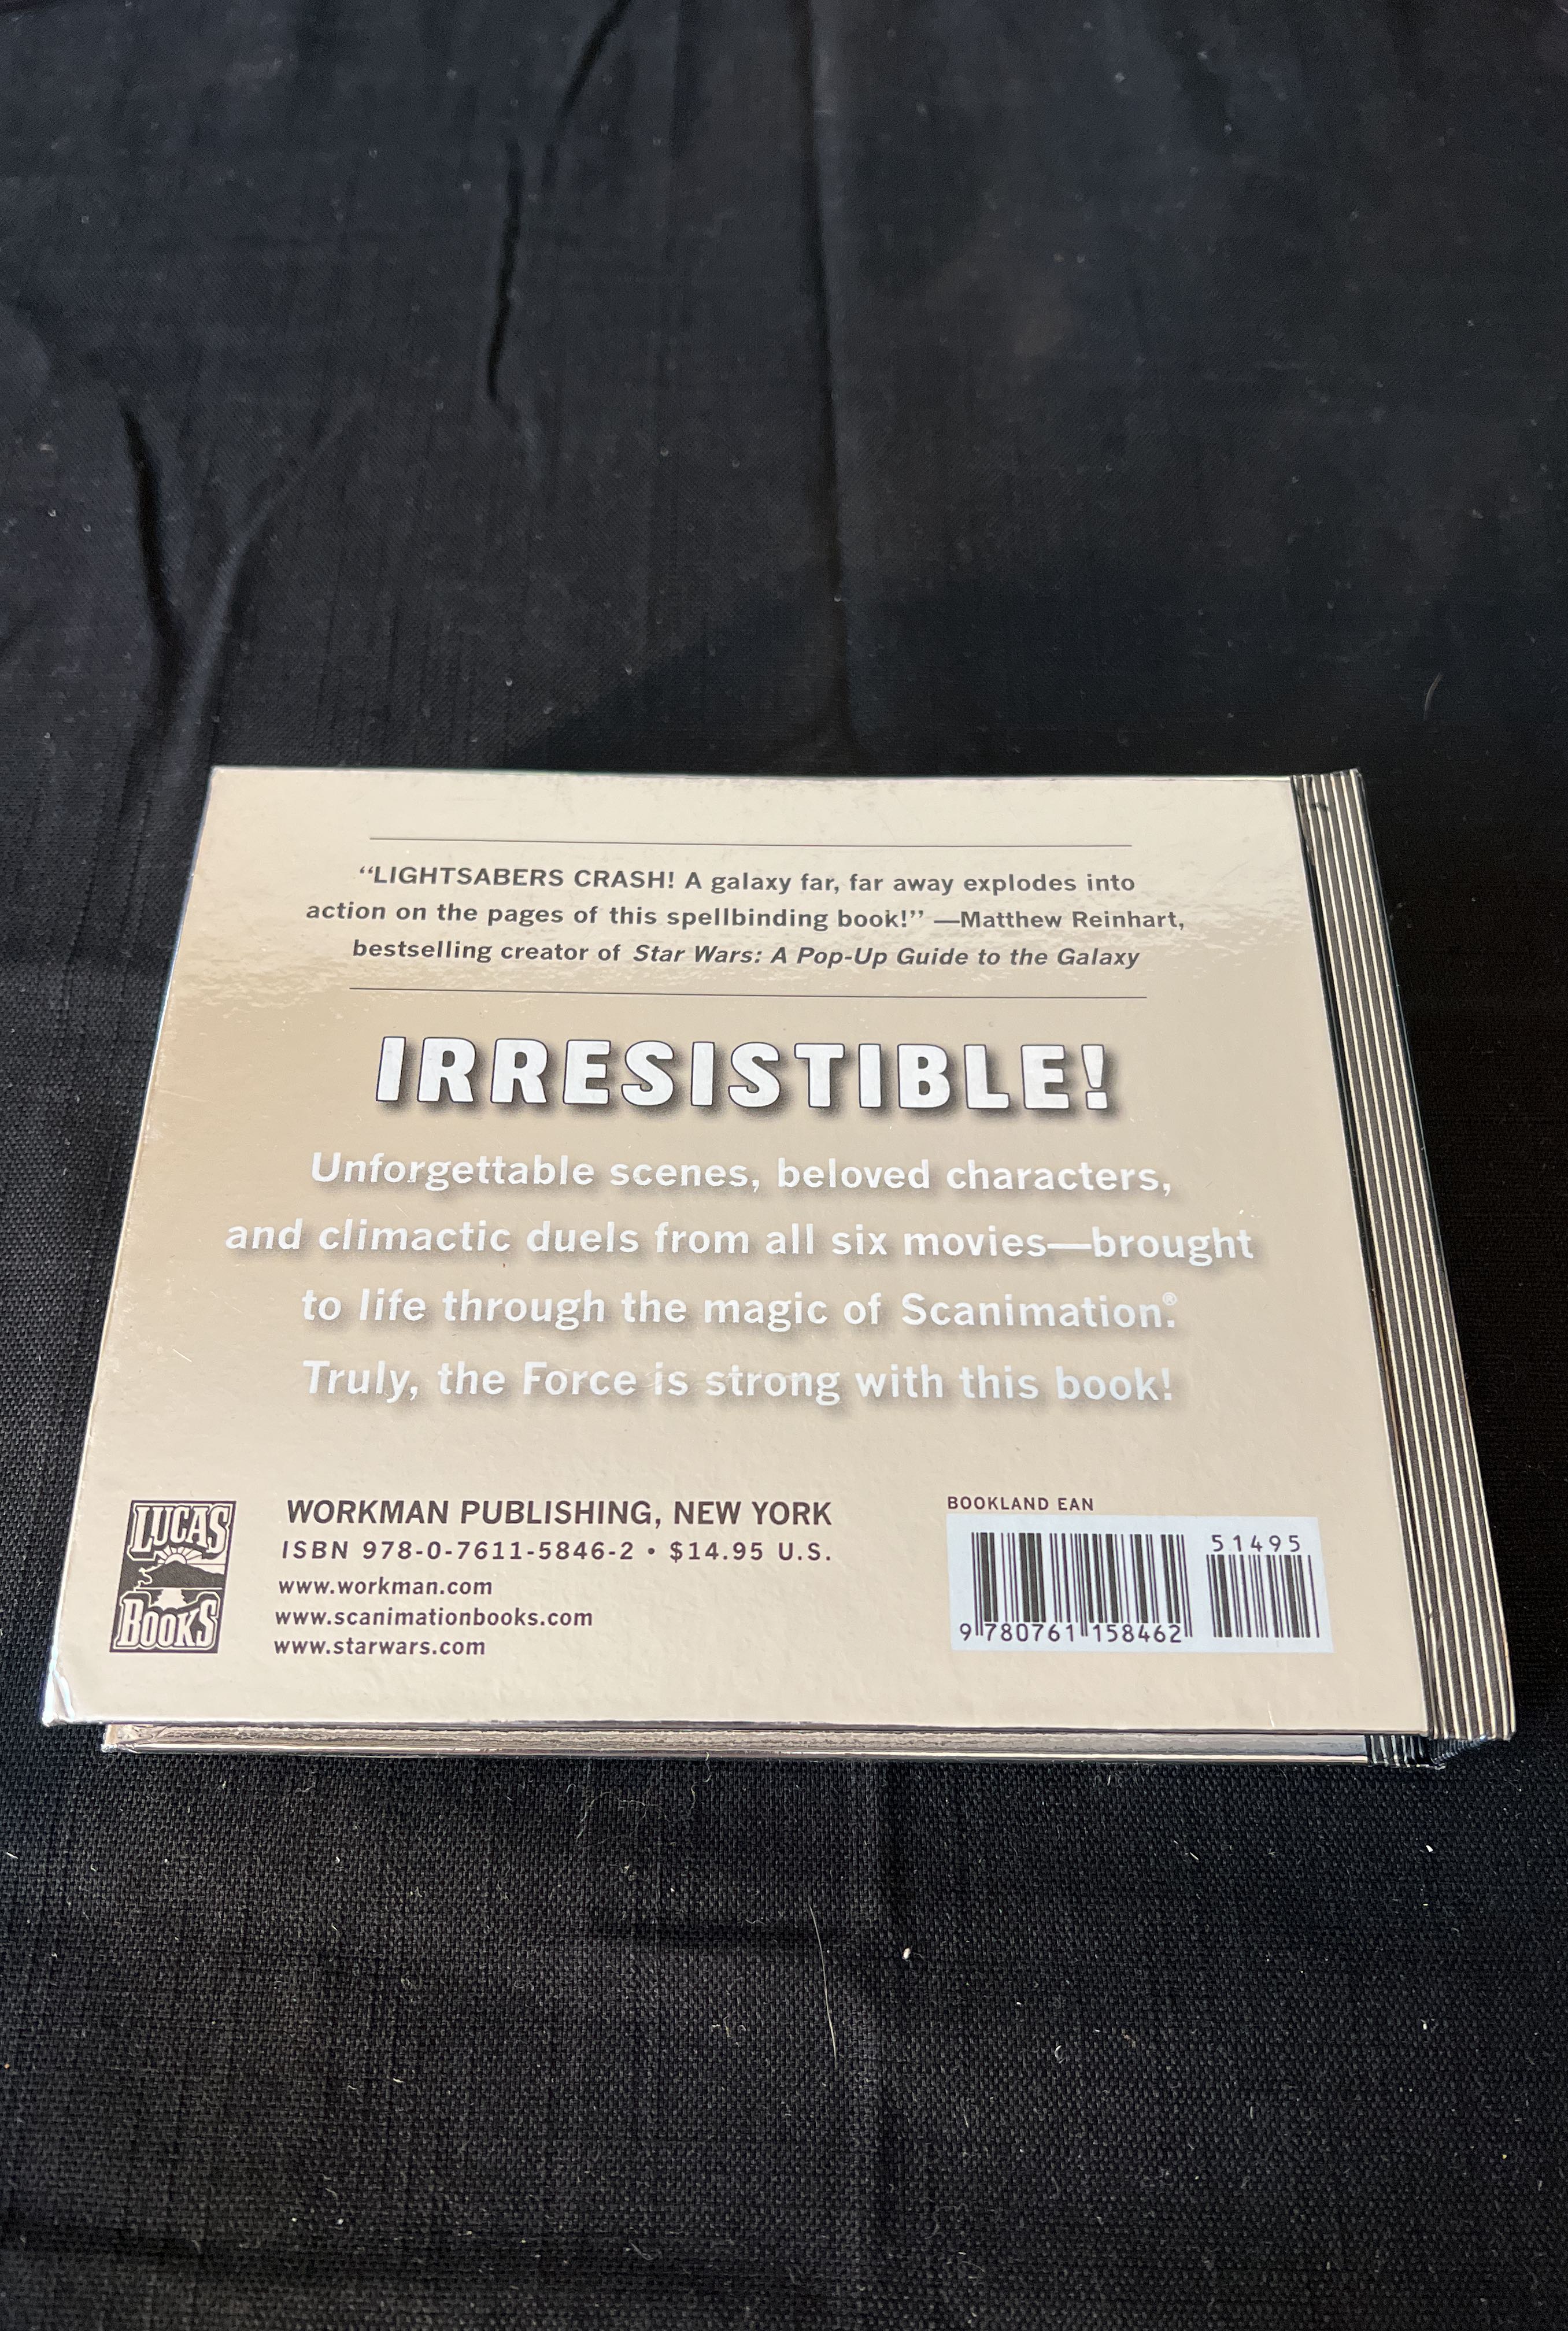 “LIGHTSABERS CRASH! A galaxy far, far away explodes into
action on the pages of this spellbinding book!” —Matthew Reinhart,
bestselling creator of Star Wars: A Pop-Up Guide to the Galaxy
IRRESISTIBLE!
Unforgettable scenes, beloved characters,
and climactic duels from all six movies—brought
to life through the magic of Scanimation.®
Truly, the Force is strong with this book!
LUCAS
BOOKS
WORKMAN PUBLISHING, NEW YORK
ISBN 978-0-7611-5846-2 • $14.95 U.S.
www.workman.com
www.scanimationbooks.com
www.starwars.com
BOOKLAND EAN
51495
9 780761 158462